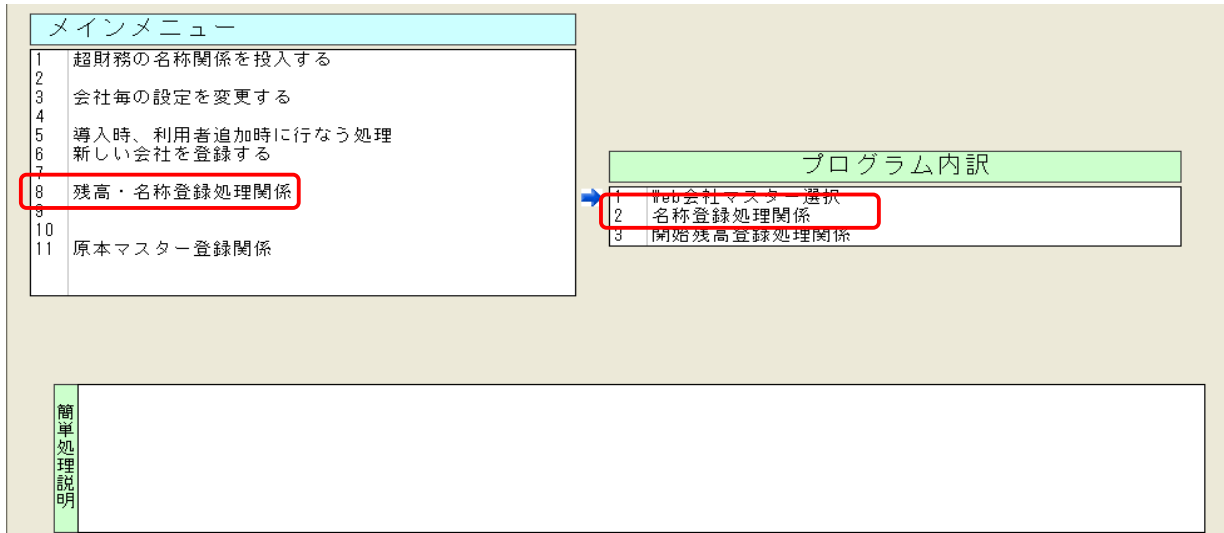 メインメニュー
1 超財務の名称関係を投入する
2
3 会社毎の設定を変更する
4
5 導入時、利用者追加時に行なう処理
6 新しい会社を登録する
7
8 残高・名称登録処理関係
9
10
11 原本マスター登録関係
プログラム内訳
1 Web会社マスター選択
2 名称登録処理関係
3 開始残高登録処理関係
簡単処理説明